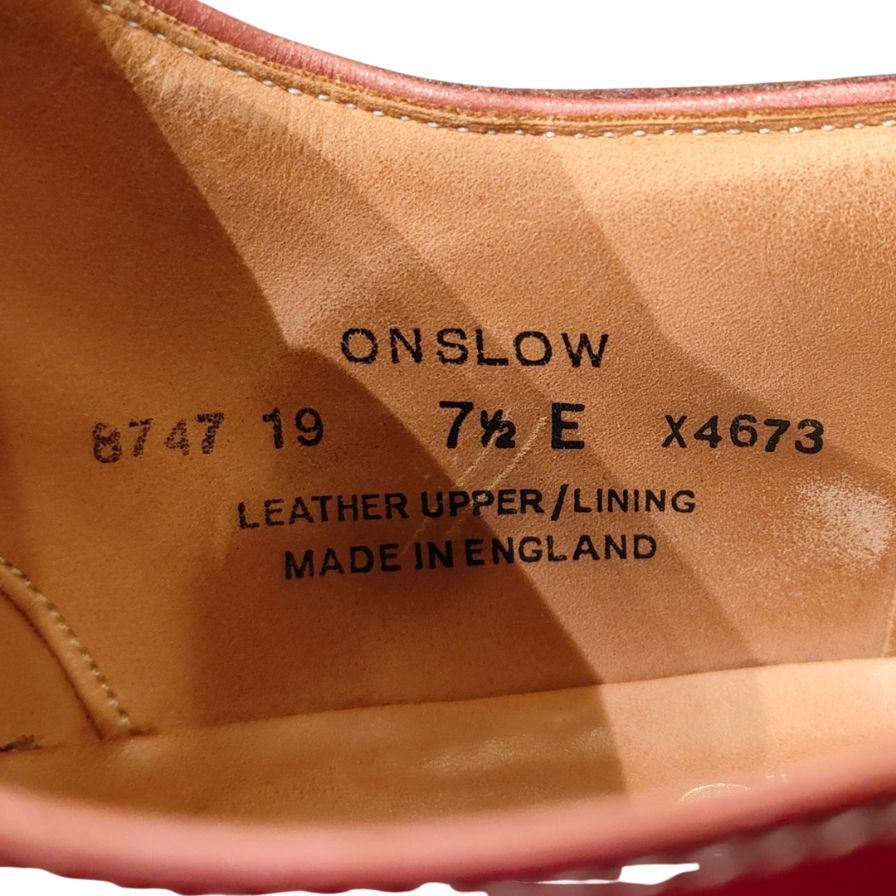 ONSLOW
8747 19 7½ E X4673
LEATHER UPPER/LINING
MADE IN ENGLAND